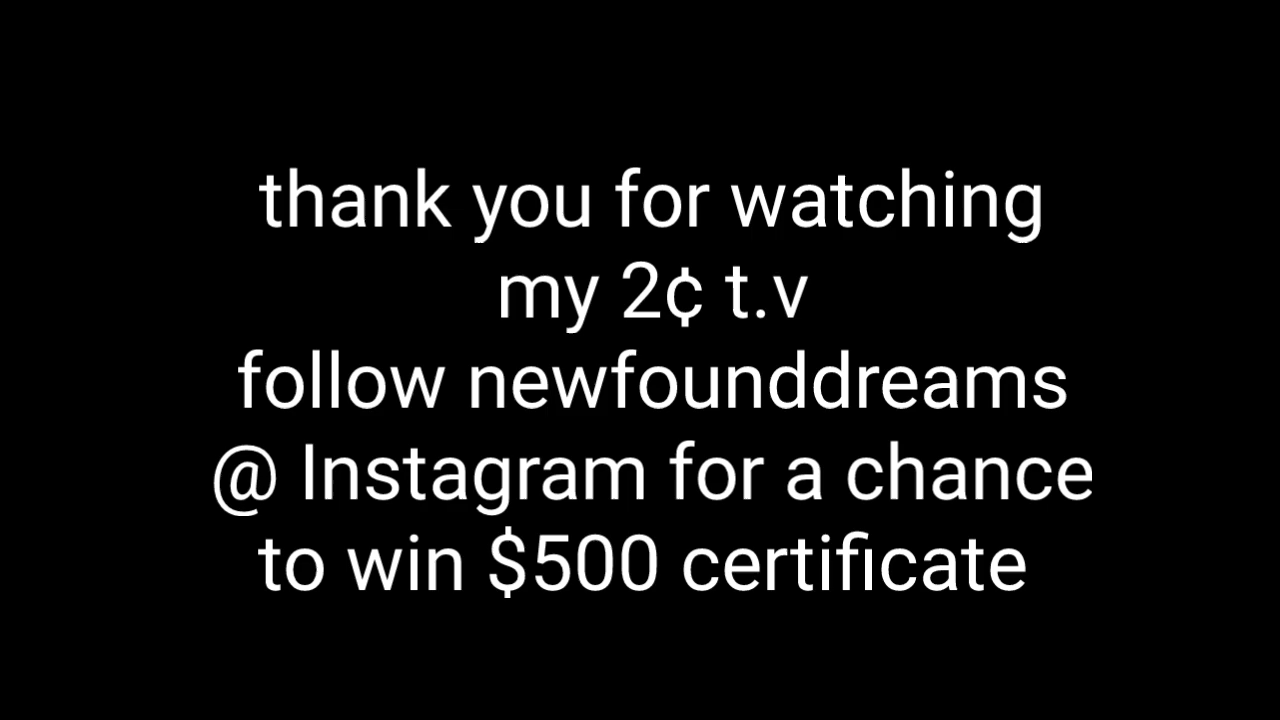 thank you for watching
my 2¢ t.v
follow newfounddreams
@ Instagram for a chance
to win $500 certificate